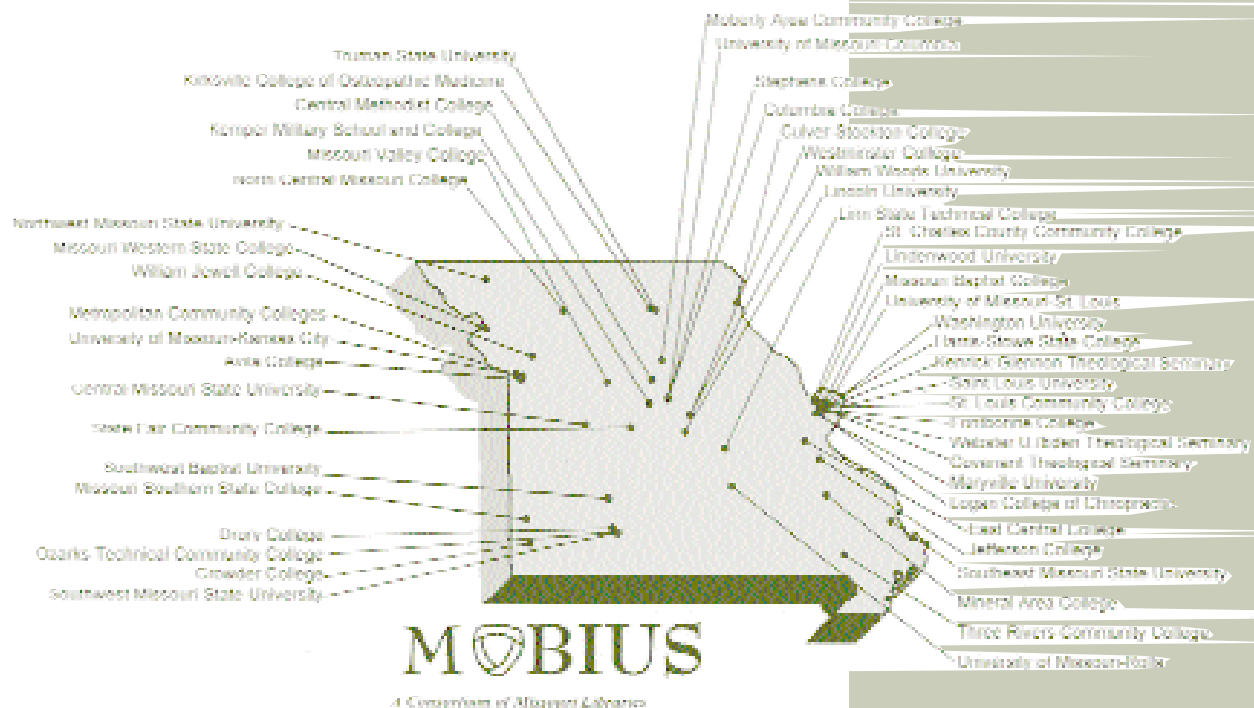 Moberly Area Community College
University of Missouri-Columbia
Truman State University
Kirksville College of Osteopathic Medicine
Stephens College
Central Methodist College
Columbia College
Kemper Military School and College
Culver Stockton College
Missouri Valley College
Westminster College
William Woods University
North Central Missouri College
Lincoln University
Linn State Technical College
Northwest Missouri State University
St. Charles County Community College
Missouri Western State College
Lindenwood University
William Jewell College
Missouri Baptist College
University of Missouri-St. Louis
Metropolitan Community Colleges
Washington University
University of Missouri-Kansas City
Harris-Stowe State College
Avila College
Kenrick Glennon Theological Seminary
Central Missouri State University
Saint Louis University
St. Louis Community College
State Fair Community College
Fontbonne College
Webster U./Eden Theological Seminary
Southwest Baptist University
Covenant Theological Seminary
Missouri Southern State College
Maryville University
Logan College of Chiropractic
East Central College
Drury College
Jefferson College
Ozarks Technical Community College
Crowder College
Southeast Missouri State University
Southwest Missouri State University
Mineral Area College
Three Rivers Community College
University of Missouri-Rolla
MOBIUS
A Consortium of Missouri Libraries